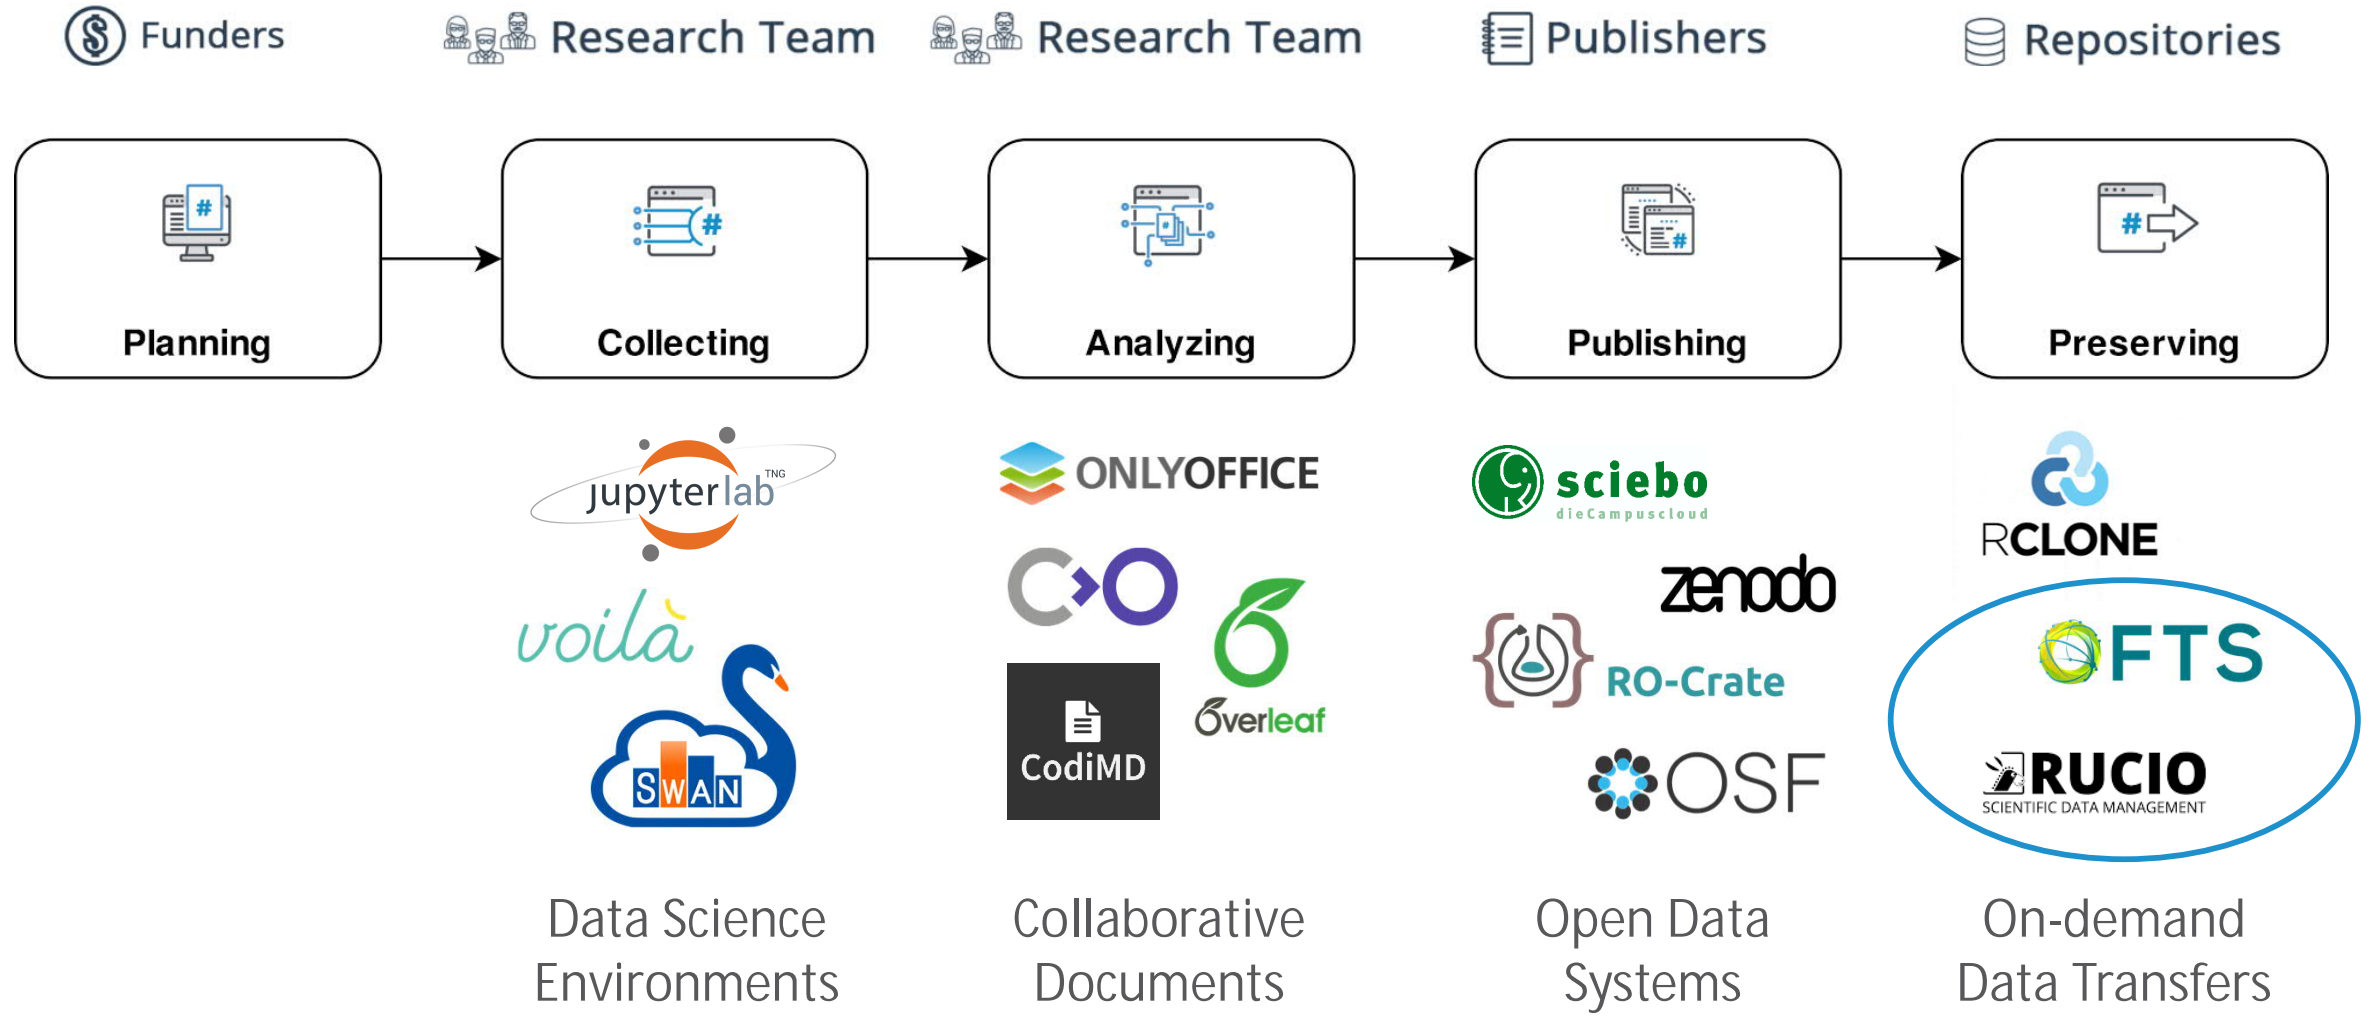 Funders
Research Team
Research Team
Publishers
Repositories
#
#
#
#
#
Planning
Collecting
Analyzing
Publishing
Preserving
jupyterlab TNG
voilà
SWAN
Data Science
Environments
ONLYOFFICE
CodiMD
Overleaf
Collaborative
Documents
sciebo
dieCampuscloud
zenodo
RO-Crate
OSF
Open Data
Systems
RCLONE
FTS
RUCIO
SCIENTIFIC DATA MANAGEMENT
On-demand
Data Transfers